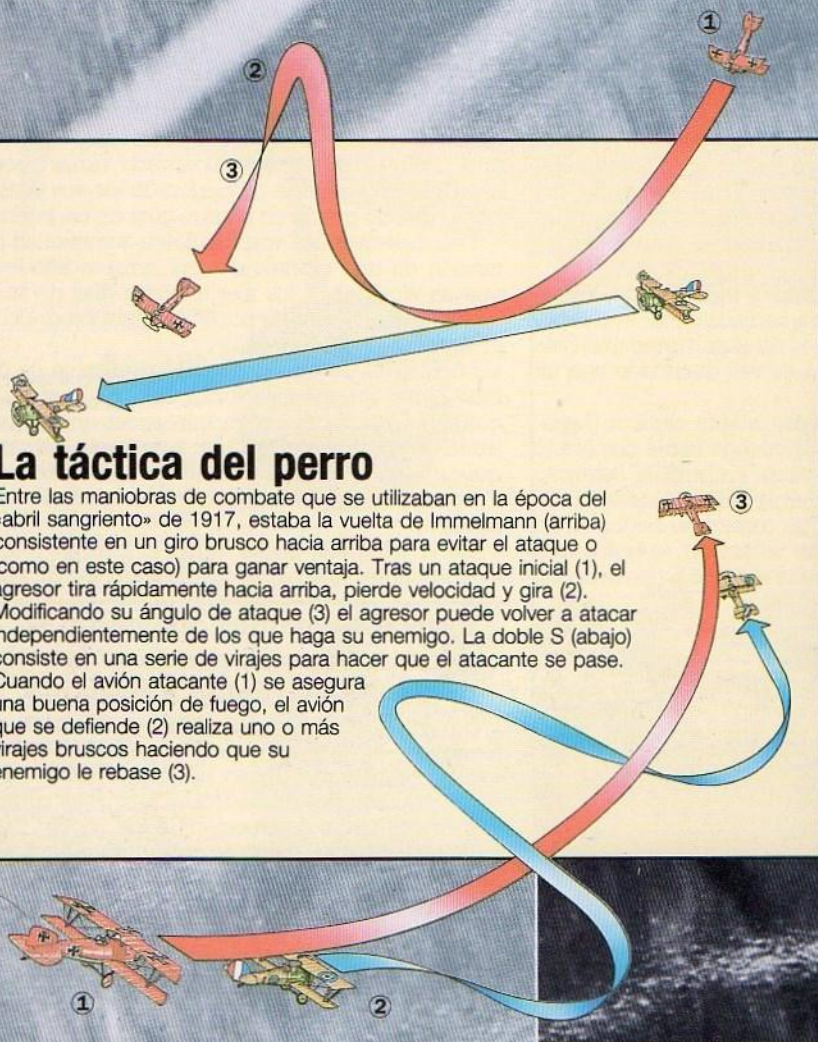 ①
②
③
La táctica del perro
Entre las maniobras de combate que se utilizaban en la época del
«abril sangriento» de 1917, estaba la vuelta de Immelmann (arriba)
consistente en un giro brusco hacia arriba para evitar el ataque o
(como en este caso) para ganar ventaja. Tras un ataque inicial (1), el
agresor tira rápidamente hacia arriba, pierde velocidad y gira (2).
Modificando su ángulo de ataque (3) el agresor puede volver a atacar
independientemente de los que haga su enemigo. La doble S (abajo)
consiste en una serie de virajes para hacer que el atacante se pase.
Cuando el avión atacante (1) se asegura
una buena posición de fuego, el avión
que se defiende (2) realiza uno o más
virajes bruscos haciendo que su
enemigo le rebase (3).
③
①
②